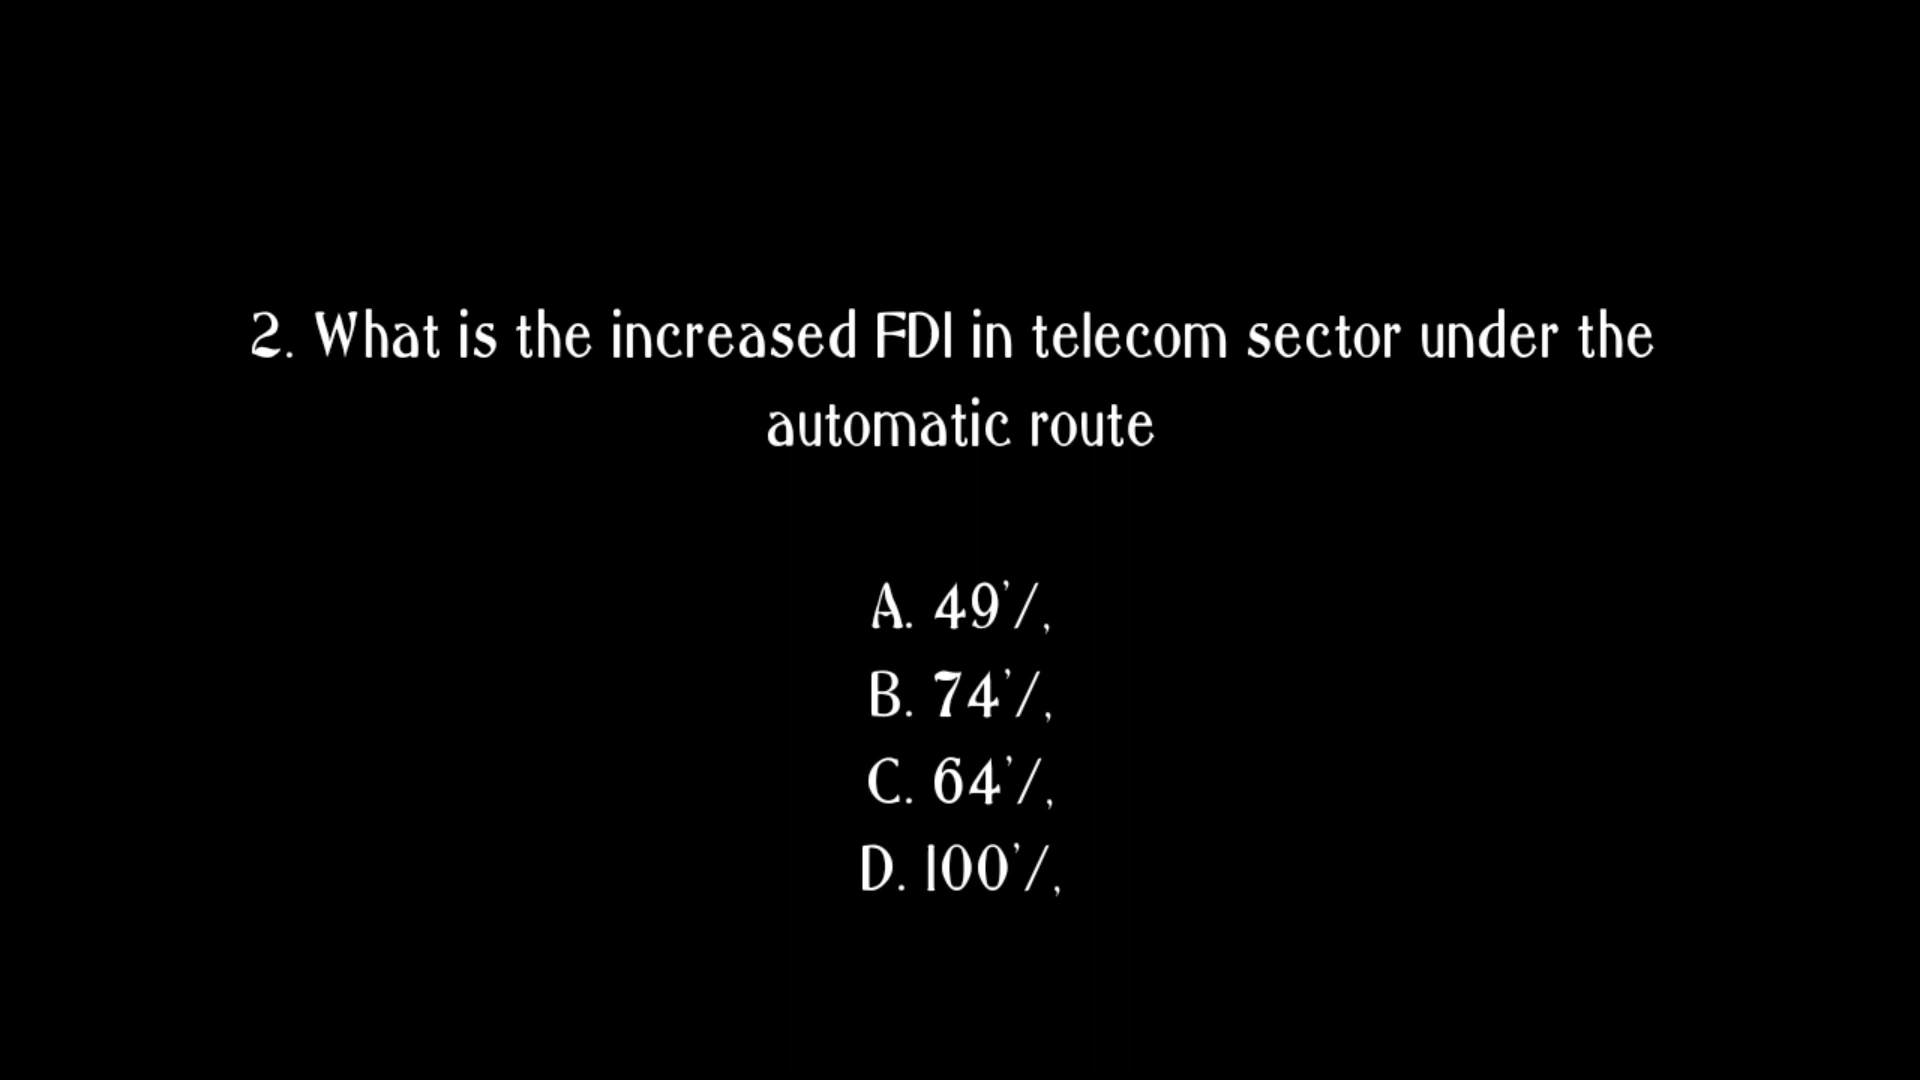 2. What is the increased FDI in telecom sector under the
automatic route
A. 49'/,
B. 74'/,
C. 64'/,
D. 100'/,